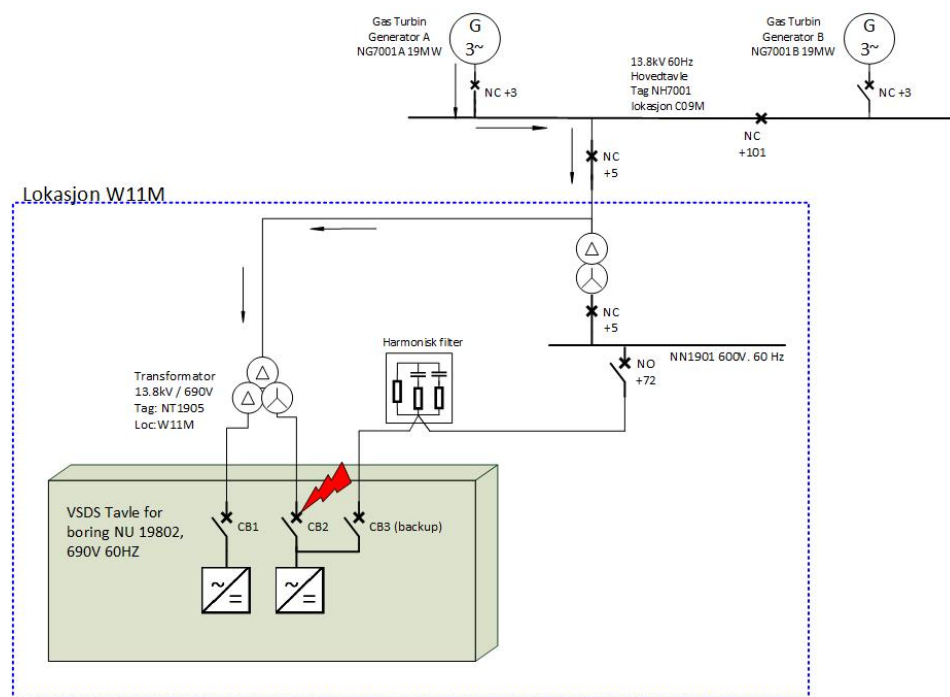 Gas Turbin
Generator A
NG7001A 19MW
G
3~
NC +3
13.8kV 60Hz
Hovedtavle
Tag NH7001
lokasjon C09M
Gas Turbin
Generator B
NG7001B 19MW
G
3~
NC +3
NC
+101
NC
+5
Lokasjon W11M
NC
+5
NN1901 600V. 60 Hz
NO
+72
Harmonisk filter
Transformator
13.8kV / 690V
Tag: NT1905
Loc: W11M
VSDS Tavle for
boring NU 19802,
690V 60HZ
CB1
CB2
CB3 (backup)
~
=
~
=